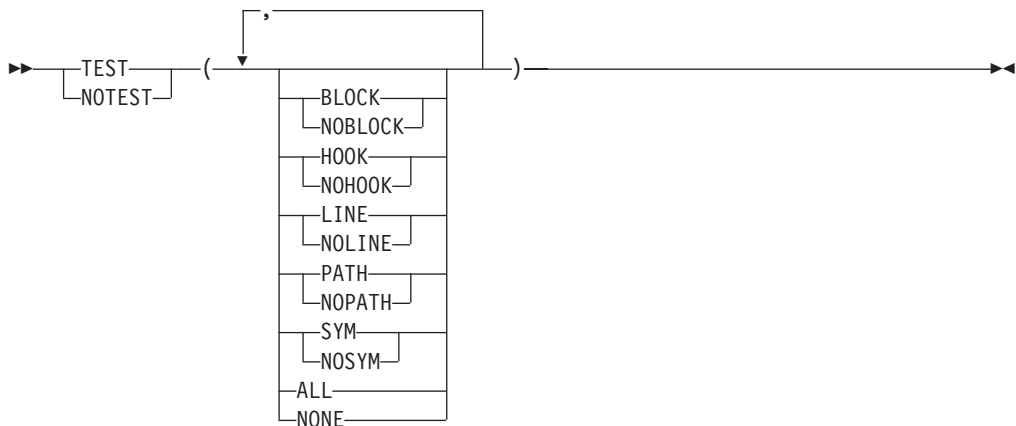 ,
TEST ( )
NOTEST
BLOCK
NOBLOCK
HOOK
NOHOOK
LINE
NOLINE
PATH
NOPATH
SYM
NOSYM
ALL
NONE